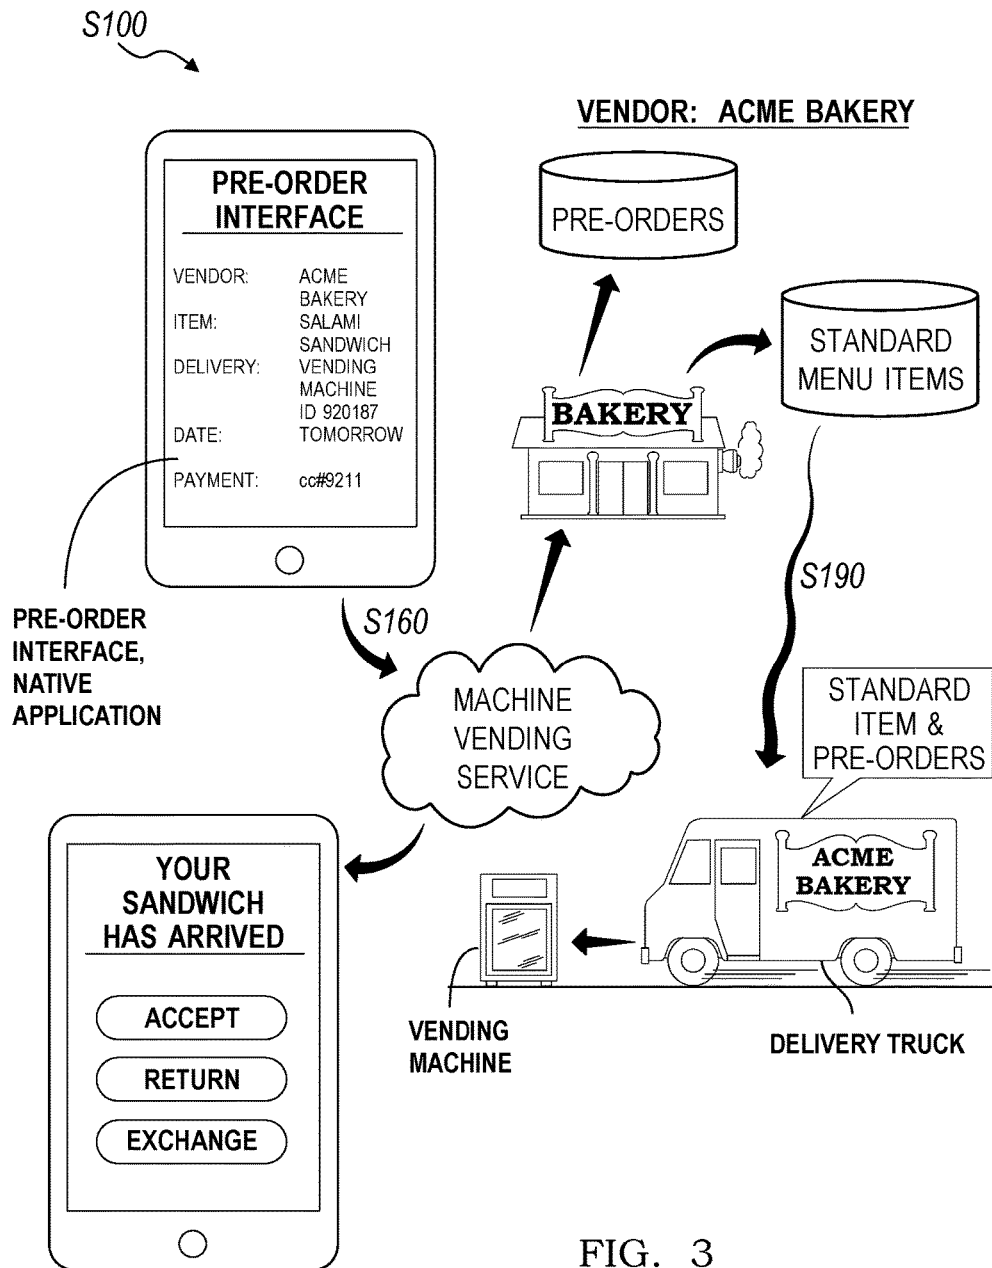 S100
VENDOR: ACME BAKERY
PRE-ORDER
INTERFACE
VENDOR: ACME
BAKERY
ITEM: SALAMI
SANDWICH
DELIVERY: VENDING
MACHINE
ID 920187
DATE: TOMORROW
PAYMENT: cc#9211
PRE-ORDERS
STANDARD
MENU ITEMS
BAKERY
S190
PRE-ORDER
INTERFACE,
NATIVE
APPLICATION
S160
MACHINE
VENDING
SERVICE
STANDARD
ITEM &
PRE-ORDERS
ACME
BAKERY
YOUR
SANDWICH
HAS ARRIVED
ACCEPT
RETURN
EXCHANGE
VENDING
MACHINE
DELIVERY TRUCK
FIG. 3